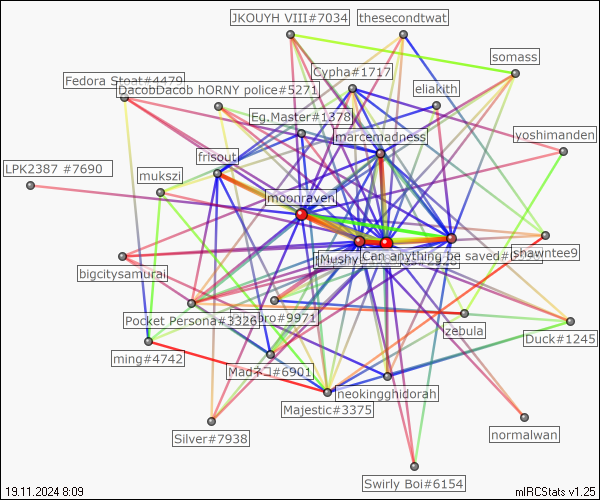 JKOUYH VIII#7034
thesecondtwat
somass
Cypha#1717
Fedora Stoat#4479
DacobDacob hORNY police#5271
eliakith
Eg.Master#1378
marcemadness
yoshimanden
frisout
LPK2387 #7690
mukszi
moonraven
shawntee9
Mushy
Can anything be saved#
bigcitysamurai
Pocket Persona#3326
bro#9971
zebula
Duck#1245
ming#4742
Madネコ#6901
neokingghidorah
Majestic#3375
Silver#7938
normalwan
Swirly Boi#6154
19.11.2024 8:09
mIRCStats v1.25